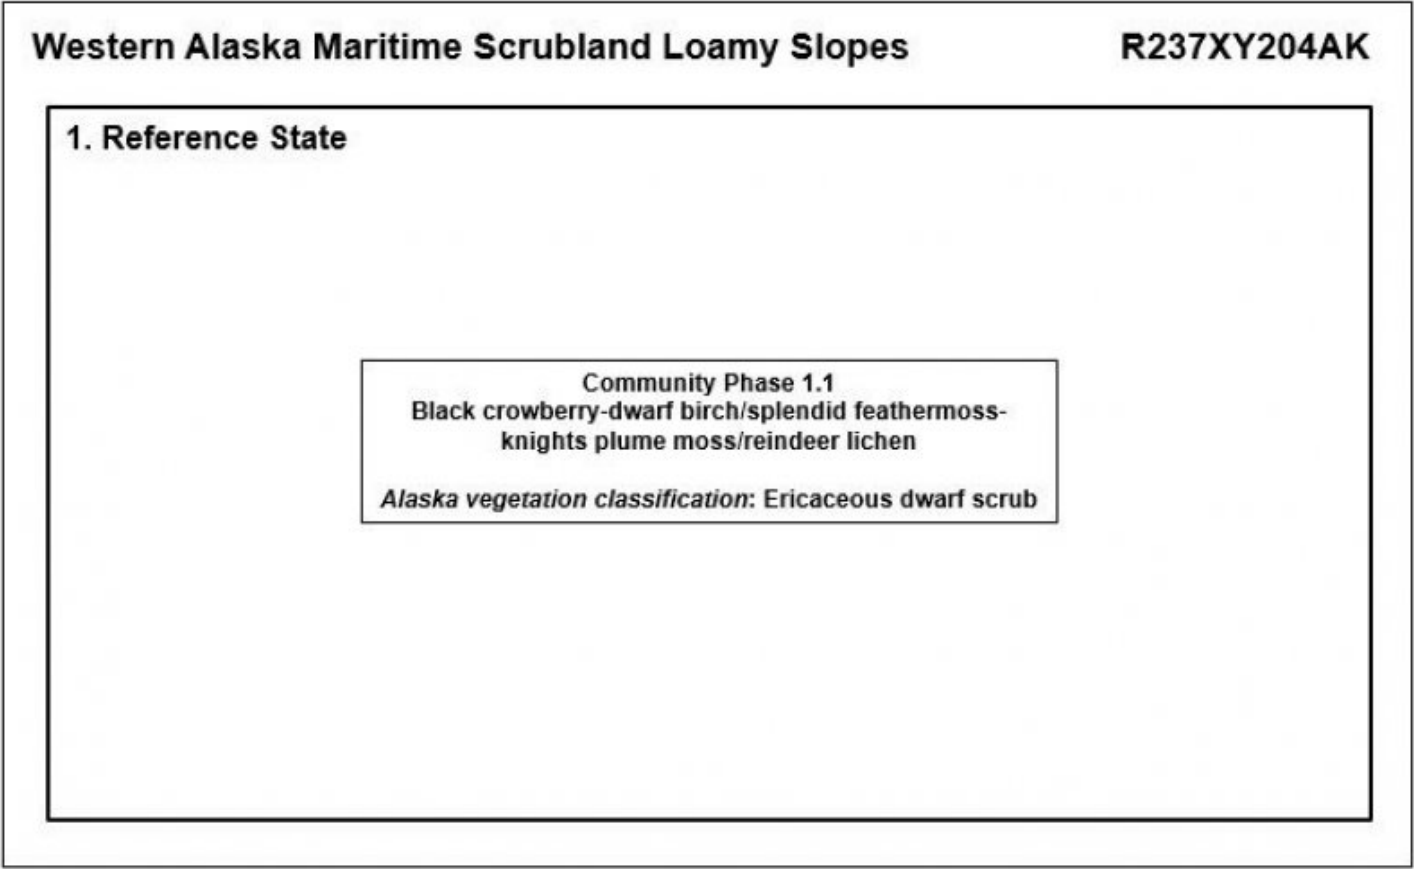 Western Alaska Maritime Scrubland Loamy Slopes R237XY204AK
1. Reference State
Community Phase 1.1
Black crowberry-dwarf birch/splendid feathermoss-
knights plume moss/reindeer lichen
Alaska vegetation classification: Ericaceous dwarf scrub